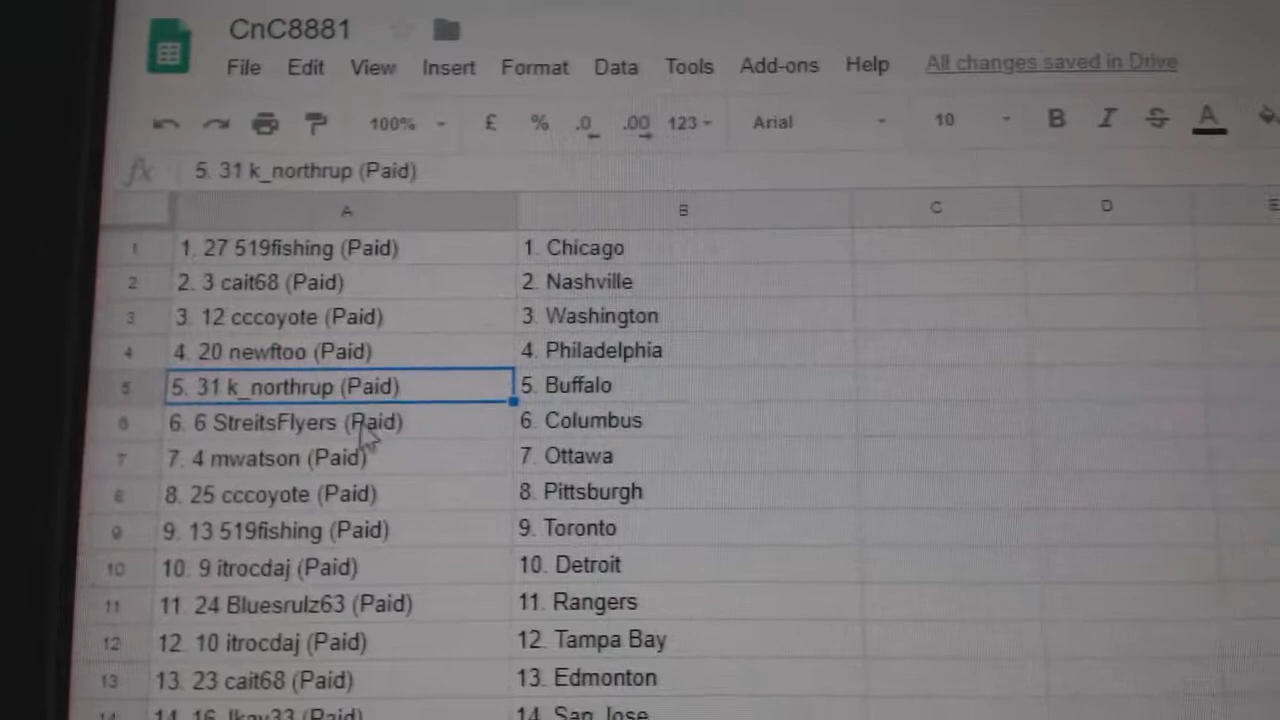 CnC8881
File Edit View Insert Format Data Tools Add-ons Help All changes saved in Drive
100% £ % .0 .00 123 Arial 10 B I S A
fx 5. 31 k_northrup (Paid)
A B C D E
1 1. 27 519fishing (Paid) 1. Chicago
2 2. 3 cait68 (Paid) 2. Nashville
3 3. 12 cccoyote (Paid) 3. Washington
4 4. 20 newftoo (Paid) 4. Philadelphia
5 5. 31 k_northrup (Paid) 5. Buffalo
6 6. 6 StreitsFlyers (Paid) 6. Columbus
7 7. 4 mwatson (Paid) 7. Ottawa
8 8. 25 cccoyote (Paid) 8. Pittsburgh
9 9. 13 519fishing (Paid) 9. Toronto
10 10. 9 itrocdaj (Paid) 10. Detroit
11 11. 24 Bluesrulz63 (Paid) 11. Rangers
12 12. 10 itrocdaj (Paid) 12. Tampa Bay
13 13. 23 cait68 (Paid) 13. Edmonton
14 14. 16 (Paid) 14. San Jose